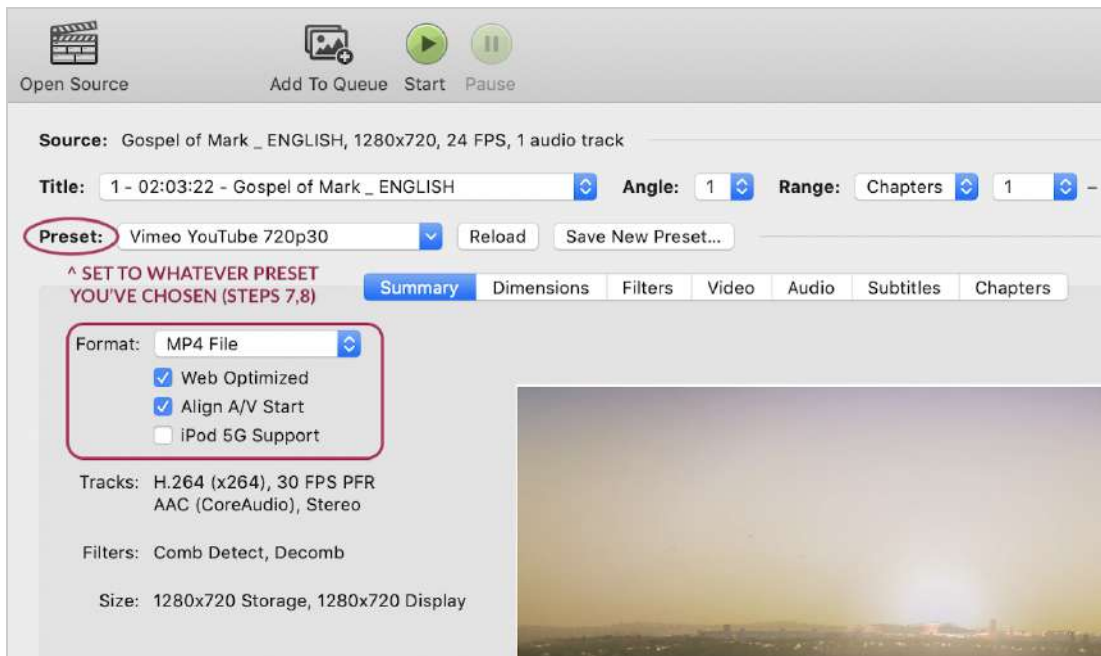 Open Source
Add To Queue
Start
Pause
Source: Gospel of Mark _ ENGLISH, 1280x720, 24 FPS, 1 audio track
Title: 1 - 02:03:22 - Gospel of Mark _ ENGLISH
Angle: 1
Range: Chapters 1 -
Preset: Vimeo YouTube 720p30
Reload
Save New Preset...
^ SET TO WHATEVER PRESET
YOU'VE CHOSEN (STEPS 7,8)
Summary
Dimensions
Filters
Video
Audio
Subtitles
Chapters
Format: MP4 File
Web Optimized
Align A/V Start
iPod 5G Support
Tracks: H.264 (x264), 30 FPS PFR
AAC (CoreAudio), Stereo
Filters: Comb Detect, Decomb
Size: 1280x720 Storage, 1280x720 Display